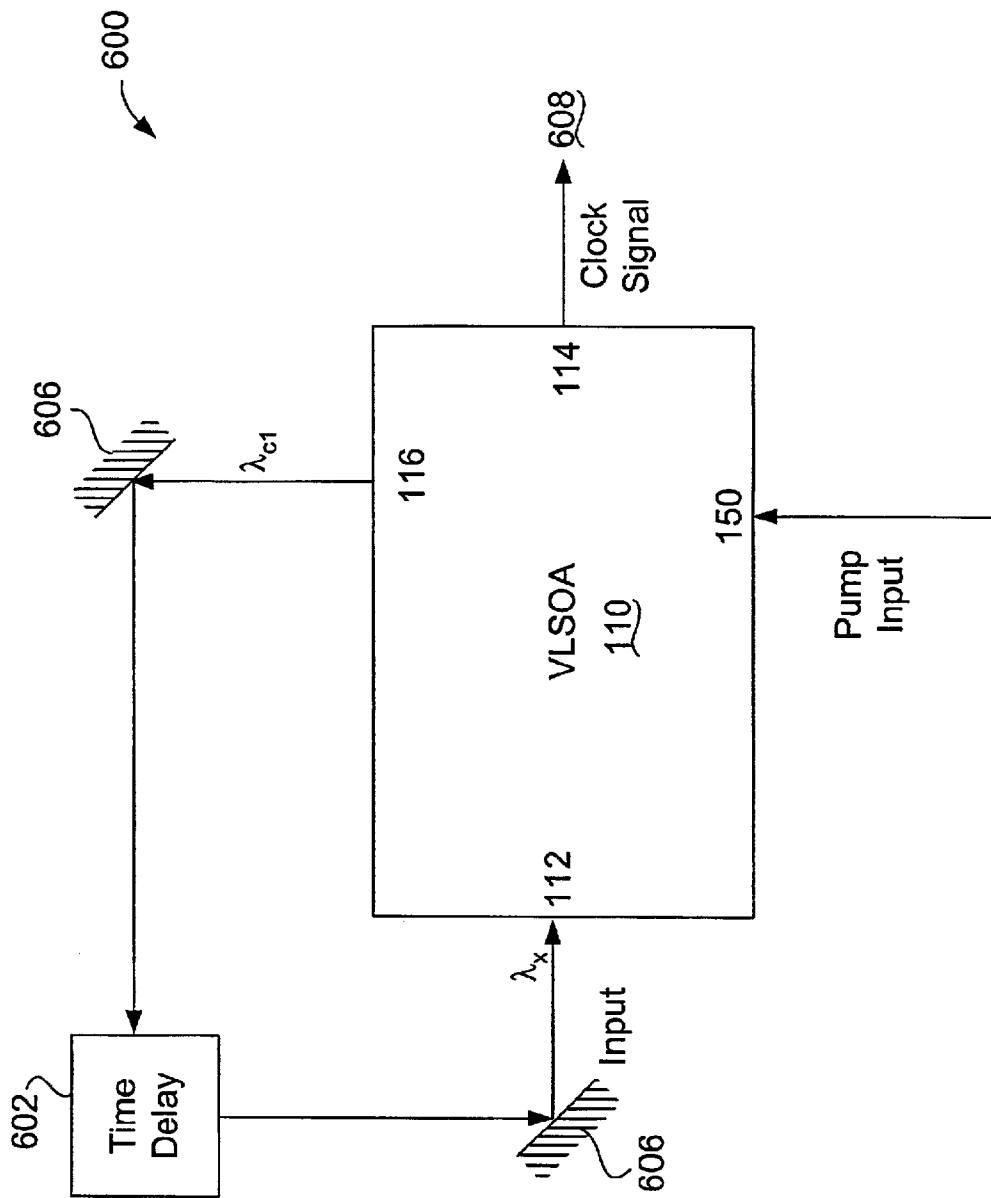 600
606
602
Time
Delay
λc1
116
Clock
Signal
608
114
VLSOA
110
112
λx
Input
606
150
Pump
Input